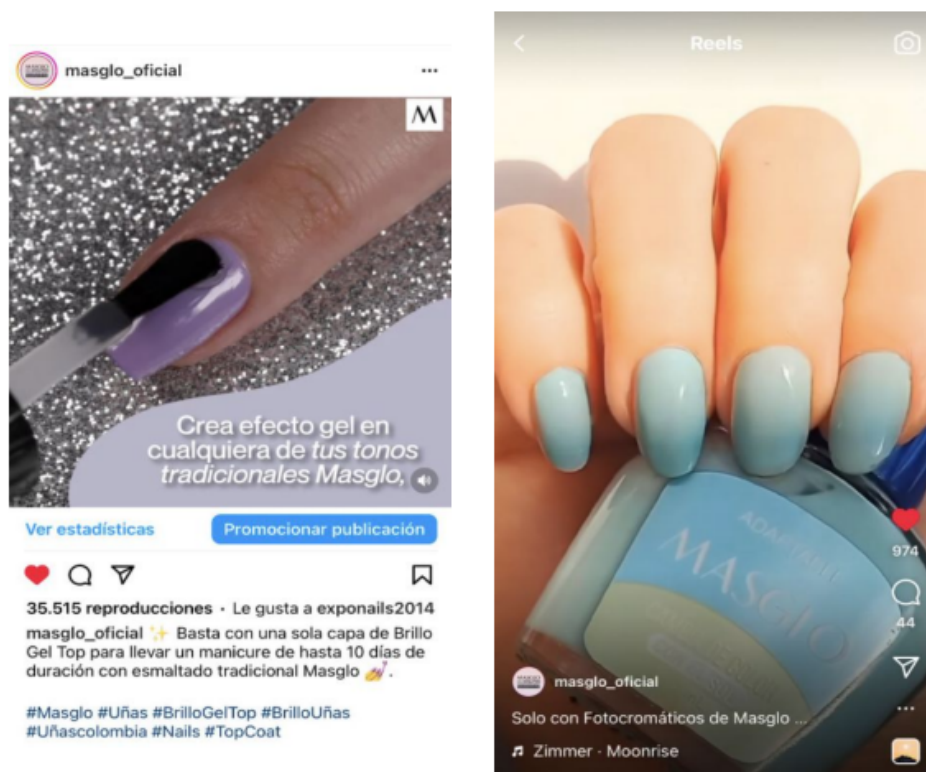 masglo_oficial
M
Crea efecto gel en
cualquiera de tus tonos
tradicionales Masglo,
Ver estadísticas
Promocionar publicación
35.515 reproducciones · Le gusta a exponails2014
masglo_oficial ✨ Basta con una sola capa de Brillo
Gel Top para llevar un manicure de hasta 10 días de
duración con esmaltado tradicional Masglo 💅.
#Masglo #Uñas #BrilloGelTop #BrilloUñas
#Uñascolombia #Nails #TopCoat
Reels
MASGLO
974
44
masglo_oficial
Solo con Fotocromáticos de Masglo ...
Zimmer · Moonrise